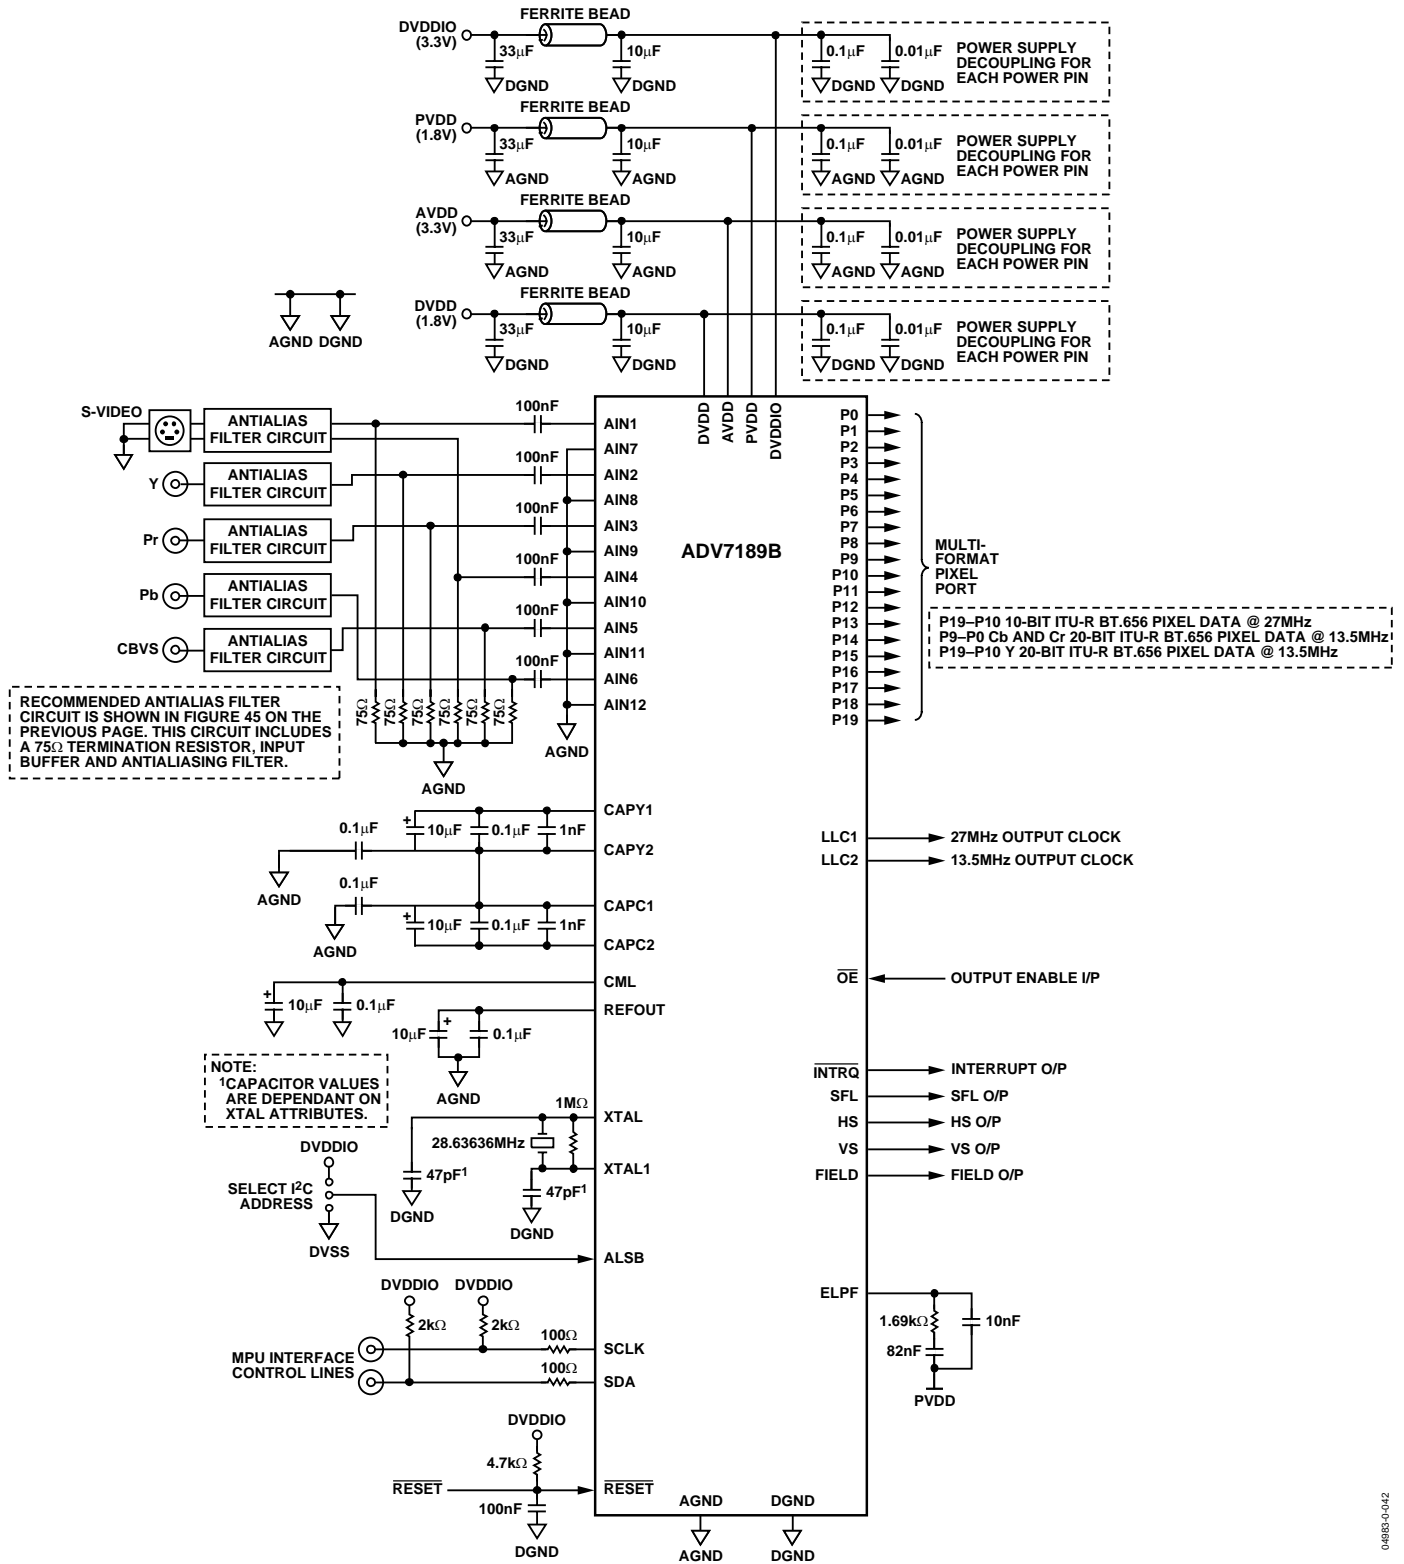 FERRITE BEAD
DVDDIO
(3.3V)
33µF
10µF
0.1µF
0.01µF
POWER SUPPLY
DECOUPLING FOR
EACH POWER PIN
DGND
DGND
DGND
DGND
FERRITE BEAD
PVDD
(1.8V)
33µF
10µF
0.1µF
0.01µF
POWER SUPPLY
DECOUPLING FOR
EACH POWER PIN
AGND
AGND
AGND
AGND
FERRITE BEAD
AVDD
(3.3V)
33µF
10µF
0.1µF
0.01µF
POWER SUPPLY
DECOUPLING FOR
EACH POWER PIN
AGND
AGND
AGND
AGND
FERRITE BEAD
DVDD
(1.8V)
33µF
10µF
0.1µF
0.01µF
POWER SUPPLY
DECOUPLING FOR
EACH POWER PIN
DGND
DGND
DGND
DGND
AGND DGND
S-VIDEO
ANTIALIAS
FILTER CIRCUIT
Y
ANTIALIAS
FILTER CIRCUIT
Pr
ANTIALIAS
FILTER CIRCUIT
Pb
ANTIALIAS
FILTER CIRCUIT
CBVS
ANTIALIAS
FILTER CIRCUIT
100nF
100nF
100nF
100nF
100nF
100nF
75Ω
75Ω
75Ω
75Ω
75Ω
75Ω
AGND
AGND
RECOMMENDED ANTIALIAS FILTER
CIRCUIT IS SHOWN IN FIGURE 45 ON THE
PREVIOUS PAGE. THIS CIRCUIT INCLUDES
A 75Ω TERMINATION RESISTOR, INPUT
BUFFER AND ANTIALIASING FILTER.
DVDD
AVDD
PVDD
DVDDIO
ADV7189B
AIN1
AIN7
AIN2
AIN8
AIN3
AIN9
AIN4
AIN10
AIN5
AIN11
AIN6
AIN12
P0
P1
P2
P3
P4
P5
P6
P7
P8
P9
P10
P11
P12
P13
P14
P15
P16
P17
P18
P19
MULTI-
FORMAT
PIXEL
PORT
P19–P10 10-BIT ITU-R BT.656 PIXEL DATA @ 27MHz
P9–P0 Cb AND Cr 20-BIT ITU-R BT.656 PIXEL DATA @ 13.5MHz
P19–P10 Y 20-BIT ITU-R BT.656 PIXEL DATA @ 13.5MHz
CAPY1
0.1µF
10µF
0.1µF
1nF
CAPY2
AGND
0.1µF
CAPC1
10µF
0.1µF
1nF
AGND
CAPC2
CML
10µF
0.1µF
REFOUT
10µF
0.1µF
AGND
NOTE:
1CAPACITOR VALUES
ARE DEPENDANT ON
XTAL ATTRIBUTES.
1MΩ
XTAL
28.63636MHz
XTAL1
47pF1
47pF1
DGND
DGND
DVDDIO
SELECT I2C
ADDRESS
DVSS
ALSB
DVDDIO
DVDDIO
2kΩ
2kΩ
MPU INTERFACE
CONTROL LINES
100Ω
SCLK
100Ω
SDA
DVDDIO
4.7kΩ
RESET
RESET
100nF
DGND
LLC1
27MHz OUTPUT CLOCK
LLC2
13.5MHz OUTPUT CLOCK
OE
OUTPUT ENABLE I/P
INTRQ
INTERRUPT O/P
SFL
SFL O/P
HS
HS O/P
VS
VS O/P
FIELD
FIELD O/P
ELPF
1.69kΩ
10nF
82nF
PVDD
AGND
DGND
AGND
DGND
04983-0-042